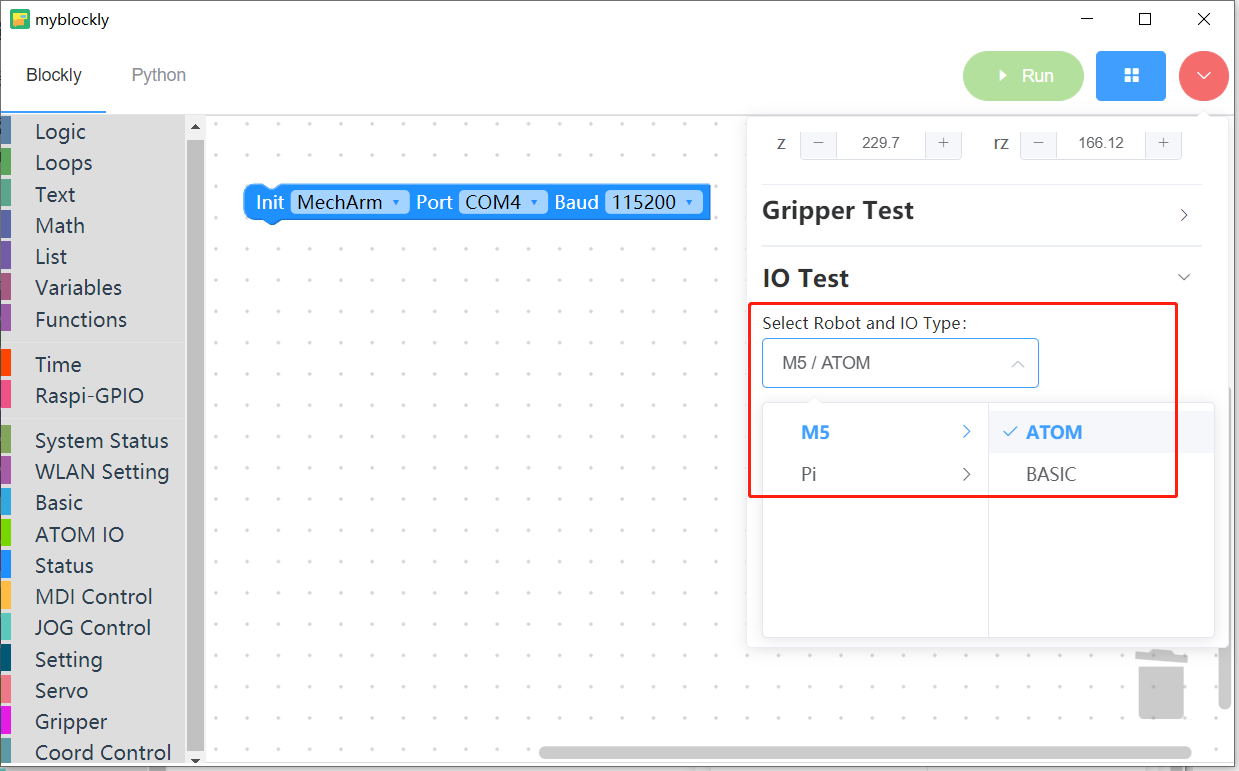 myblockly
Blockly Python Run
Logic
Loops
Text
Math
List
Variables
Functions
Time
Raspi-GPIO
System Status
WLAN Setting
Basic
ATOM IO
Status
MDI Control
JOG Control
Setting
Servo
Gripper
Coord Control
Init MechArm Port COM4 Baud 115200
z − 229.7 + rz − 166.12 +
Gripper Test
IO Test
Select Robot and IO Type:
M5 / ATOM
M5
Pi
ATOM
BASIC